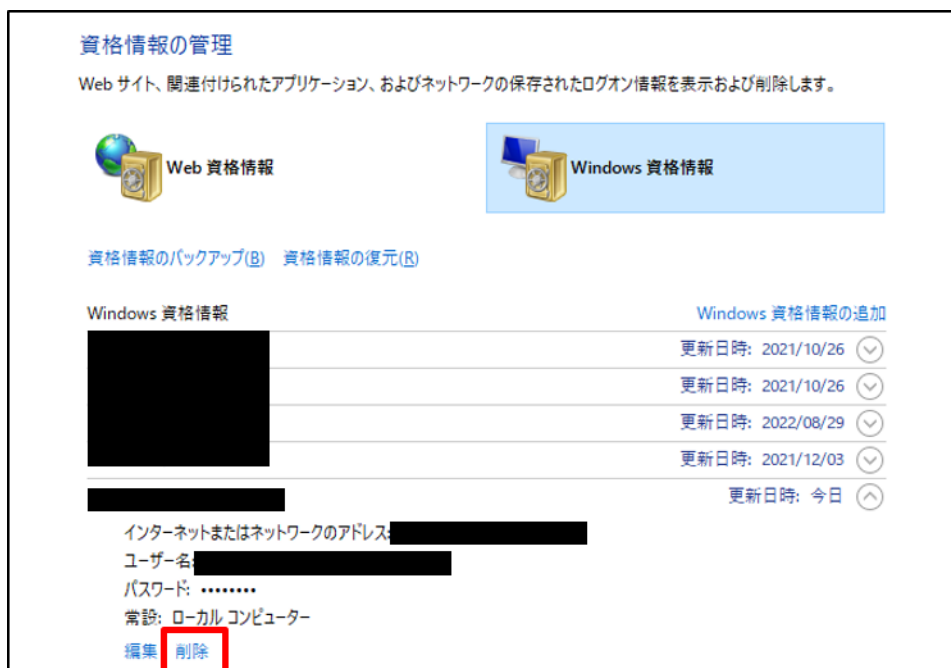 資格情報の管理
Web サイト、関連付けられたアプリケーション、およびネットワークの保存されたログオン情報を表示および削除します。
Web 資格情報
Windows 資格情報
資格情報のバックアップ(B) 資格情報の復元(R)
Windows 資格情報 Windows 資格情報の追加
更新日時: 2021/10/26
更新日時: 2021/10/26
更新日時: 2022/08/29
更新日時: 2021/12/03
更新日時: 今日
インターネットまたはネットワークのアドレス:
ユーザー名:
パスワード: ••••••••
常設: ローカル コンピューター
編集 削除